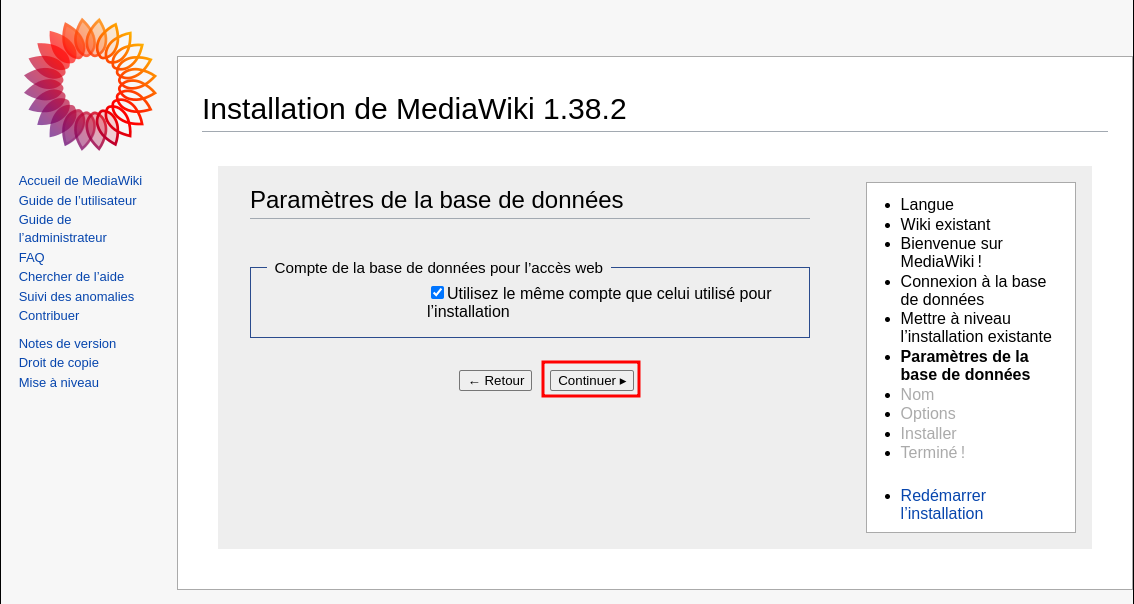 Accueil de MediaWiki
Guide de l’utilisateur
Guide de
l’administrateur
FAQ
Chercher de l’aide
Suivi des anomalies
Contribuer
Notes de version
Droit de copie
Mise à niveau
Installation de MediaWiki 1.38.2
Paramètres de la base de données
Compte de la base de données pour l’accès web
Utilisez le même compte que celui utilisé pour
l’installation
← Retour
Continuer ▸
Langue
Wiki existant
Bienvenue sur
MediaWiki !
Connexion à la base
de données
Mettre à niveau
l’installation existante
Paramètres de la
base de données
Nom
Options
Installer
Terminé !
Redémarrer
l’installation